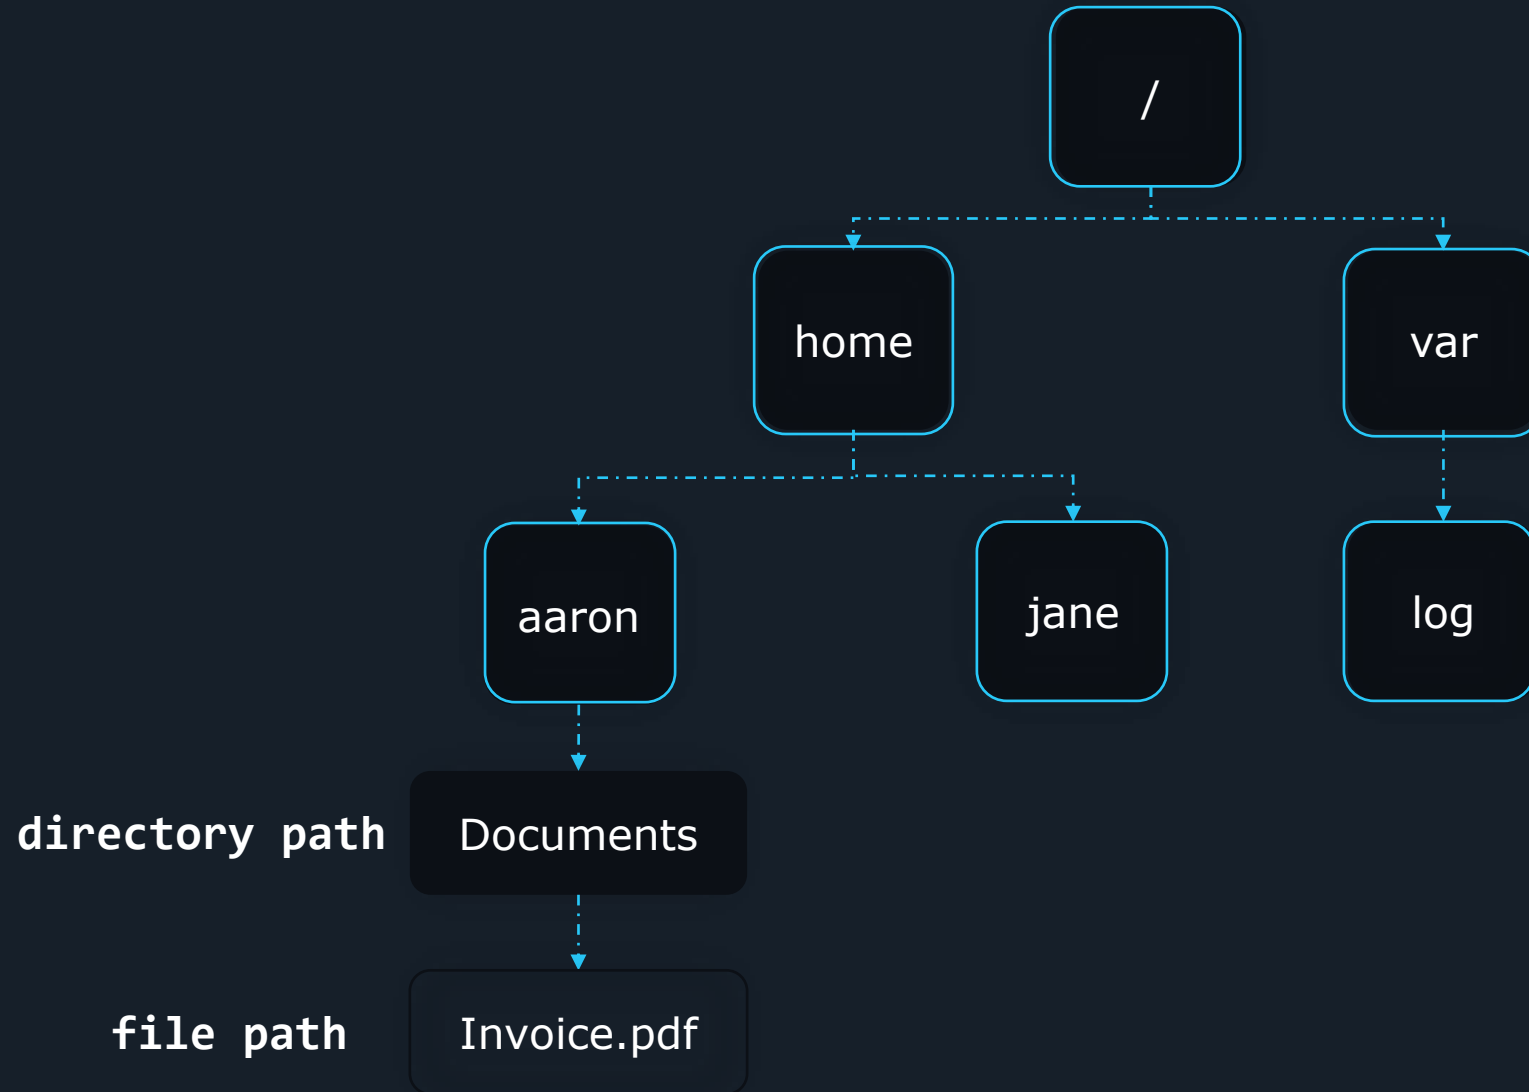 /
home
var
aaron
jane
log
directory path
Documents
file path
Invoice.pdf